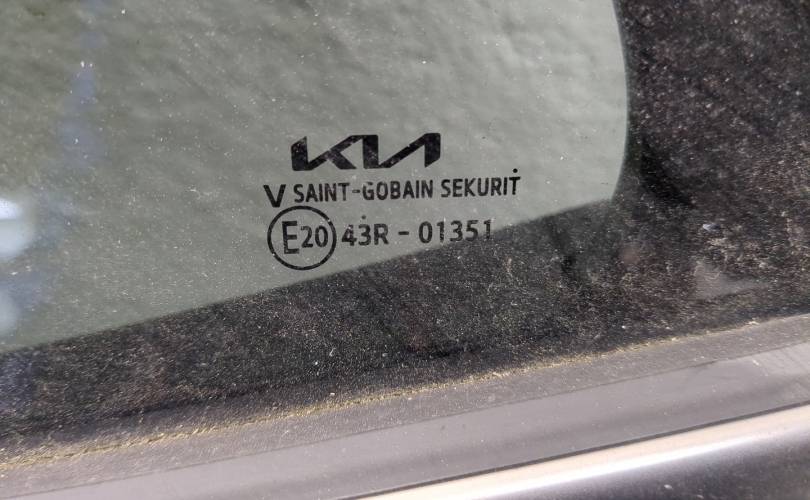 KIA
V SAINT-GOBAIN SEKURIT
E20 43R - 01351